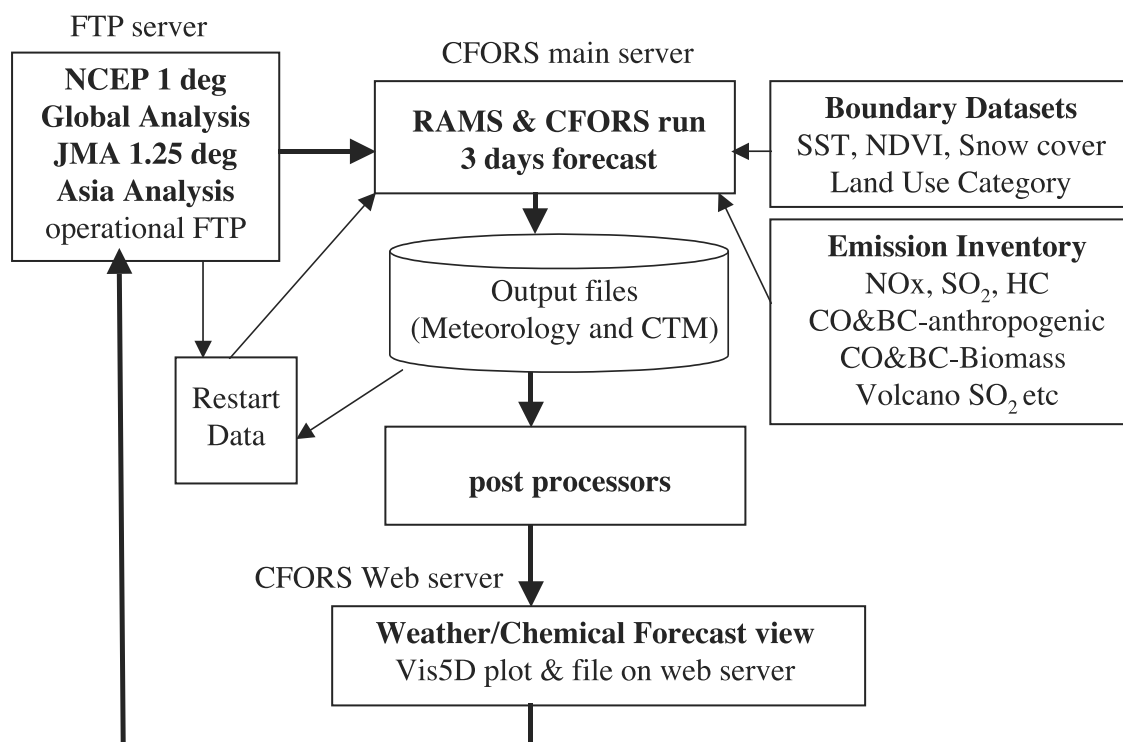 FTP server
NCEP 1 deg
Global Analysis
JMA 1.25 deg
Asia Analysis
operational FTP
CFORS main server
RAMS & CFORS run
3 days forecast
Boundary Datasets
SST, NDVI, Snow cover
Land Use Category
Emission Inventory
NOx, SO₂, HC
CO&BC-anthropogenic
CO&BC-Biomass
Volcano SO₂ etc
Output files
(Meteorology and CTM)
Restart
Data
post processors
CFORS Web server
Weather/Chemical Forecast view
Vis5D plot & file on web server